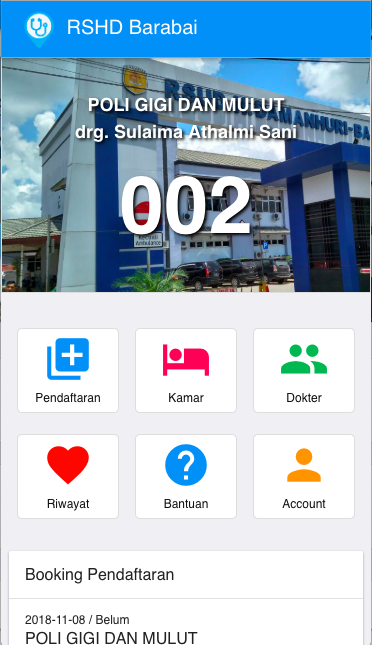 RSHD Barabai
POLI GIGI DAN MULUT
drg. Sulaima Athalmi Sani
002
Pendaftaran
Kamar
Dokter
Riwayat
Bantuan
Account
Booking Pendaftaran
2018-11-08 / Belum
POLI GIGI DAN MULUT